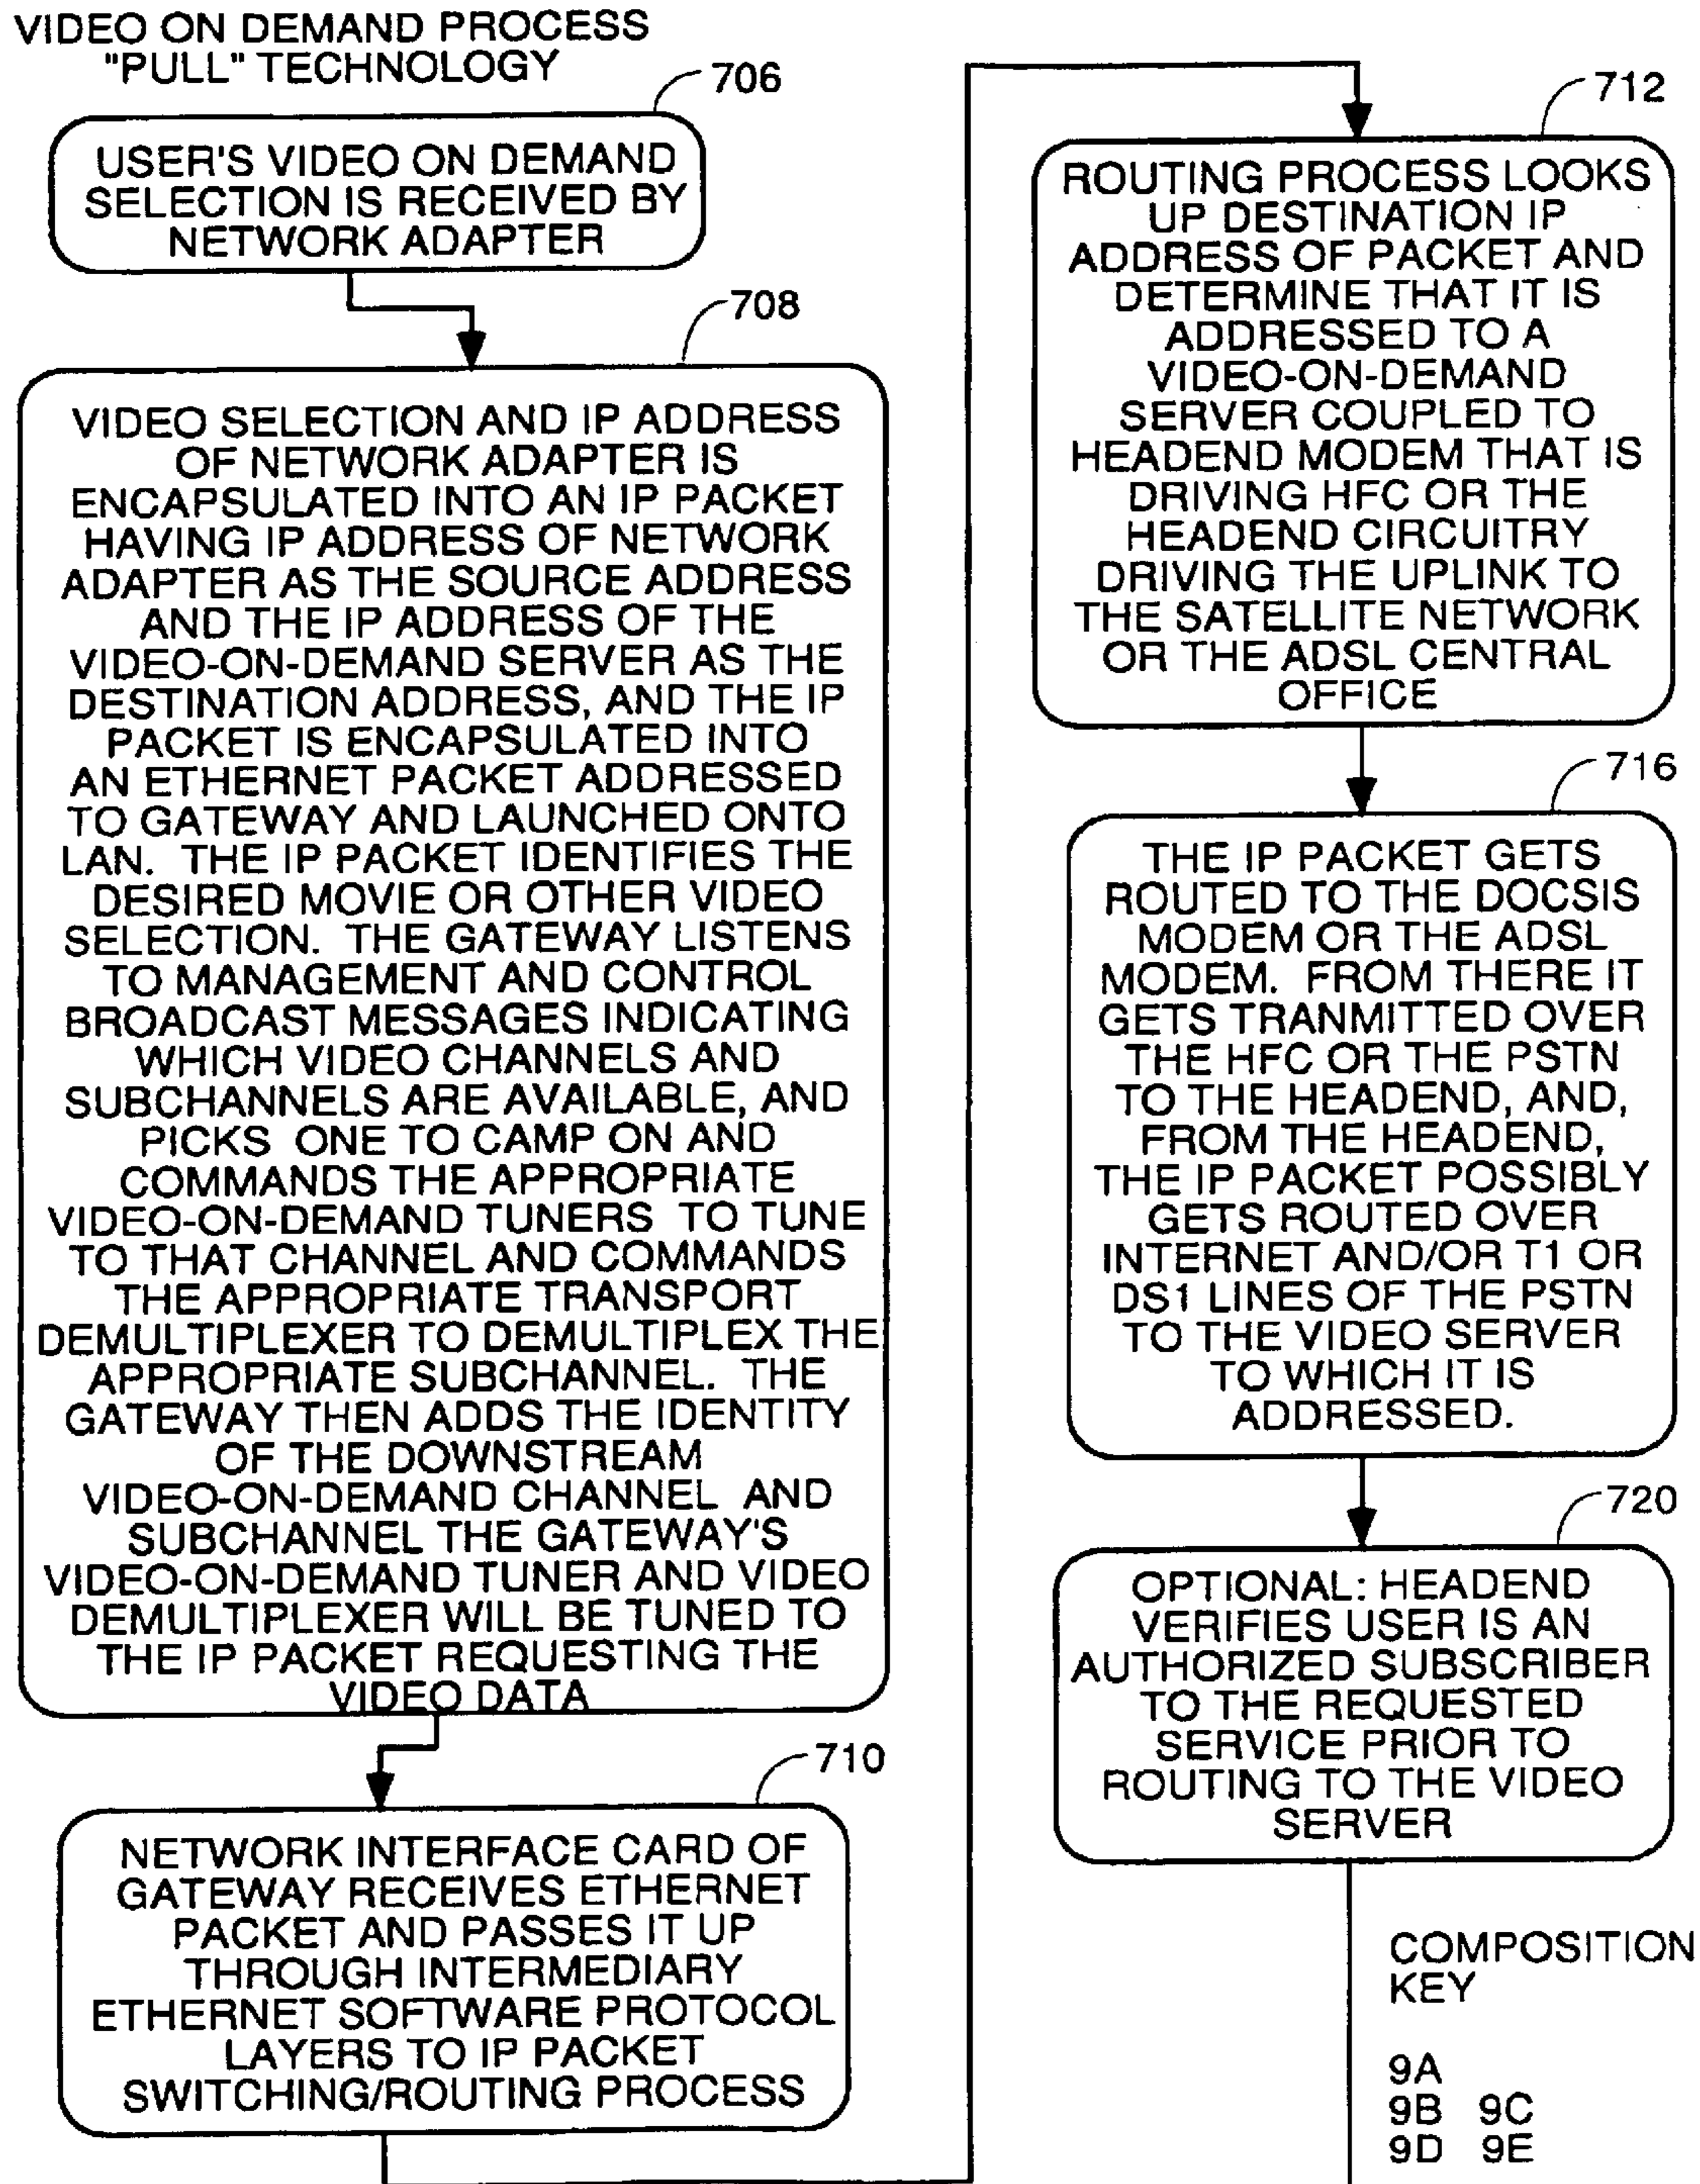 VIDEO ON DEMAND PROCESS
"PULL" TECHNOLOGY
706
USER'S VIDEO ON DEMAND
SELECTION IS RECEIVED BY
NETWORK ADAPTER
708
VIDEO SELECTION AND IP ADDRESS
OF NETWORK ADAPTER IS
ENCAPSULATED INTO AN IP PACKET
HAVING IP ADDRESS OF NETWORK
ADAPTER AS THE SOURCE ADDRESS
AND THE IP ADDRESS OF THE
VIDEO-ON-DEMAND SERVER AS THE
DESTINATION ADDRESS, AND THE IP
PACKET IS ENCAPSULATED INTO
AN ETHERNET PACKET ADDRESSED
TO GATEWAY AND LAUNCHED ONTO
LAN. THE IP PACKET IDENTIFIES THE
DESIRED MOVIE OR OTHER VIDEO
SELECTION. THE GATEWAY LISTENS
TO MANAGEMENT AND CONTROL
BROADCAST MESSAGES INDICATING
WHICH VIDEO CHANNELS AND
SUBCHANNELS ARE AVAILABLE, AND
PICKS ONE TO CAMP ON AND
COMMANDS THE APPROPRIATE
VIDEO-ON-DEMAND TUNERS TO TUNE
TO THAT CHANNEL AND COMMANDS
THE APPROPRIATE TRANSPORT
DEMULTIPLEXER TO DEMULTIPLEX THE
APPROPRIATE SUBCHANNEL. THE
GATEWAY THEN ADDS THE IDENTITY
OF THE DOWNSTREAM
VIDEO-ON-DEMAND CHANNEL AND
SUBCHANNEL THE GATEWAY'S
VIDEO-ON-DEMAND TUNER AND VIDEO
DEMULTIPLEXER WILL BE TUNED TO
THE IP PACKET REQUESTING THE
VIDEO DATA
710
NETWORK INTERFACE CARD OF
GATEWAY RECEIVES ETHERNET
PACKET AND PASSES IT UP
THROUGH INTERMEDIARY
ETHERNET SOFTWARE PROTOCOL
LAYERS TO IP PACKET
SWITCHING/ROUTING PROCESS
712
ROUTING PROCESS LOOKS
UP DESTINATION IP
ADDRESS OF PACKET AND
DETERMINE THAT IT IS
ADDRESSED TO A
VIDEO-ON-DEMAND
SERVER COUPLED TO
HEADEND MODEM THAT IS
DRIVING HFC OR THE
HEADEND CIRCUITRY
DRIVING THE UPLINK TO
THE SATELLITE NETWORK
OR THE ADSL CENTRAL
OFFICE
716
THE IP PACKET GETS
ROUTED TO THE DOCSIS
MODEM OR THE ADSL
MODEM. FROM THERE IT
GETS TRANMITTED OVER
THE HFC OR THE PSTN
TO THE HEADEND, AND,
FROM THE HEADEND,
THE IP PACKET POSSIBLY
GETS ROUTED OVER
INTERNET AND/OR T1 OR
DS1 LINES OF THE PSTN
TO THE VIDEO SERVER
TO WHICH IT IS
ADDRESSED.
720
OPTIONAL: HEADEND
VERIFIES USER IS AN
AUTHORIZED SUBSCRIBER
TO THE REQUESTED
SERVICE PRIOR TO
ROUTING TO THE VIDEO
SERVER
COMPOSITION
KEY
9A
9B 9C
9D 9E